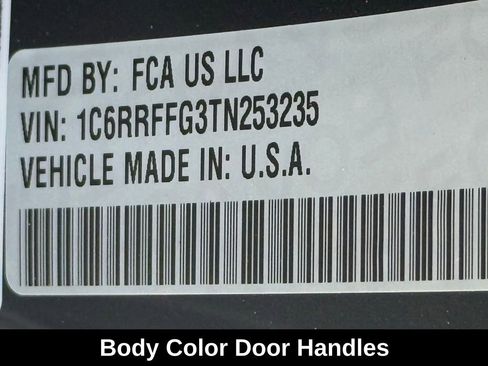 MFD BY: FCA US LLC
VIN: 1C6RRFFG3TN253235
VEHICLE MADE IN: U.S.A.
Body Color Door Handles